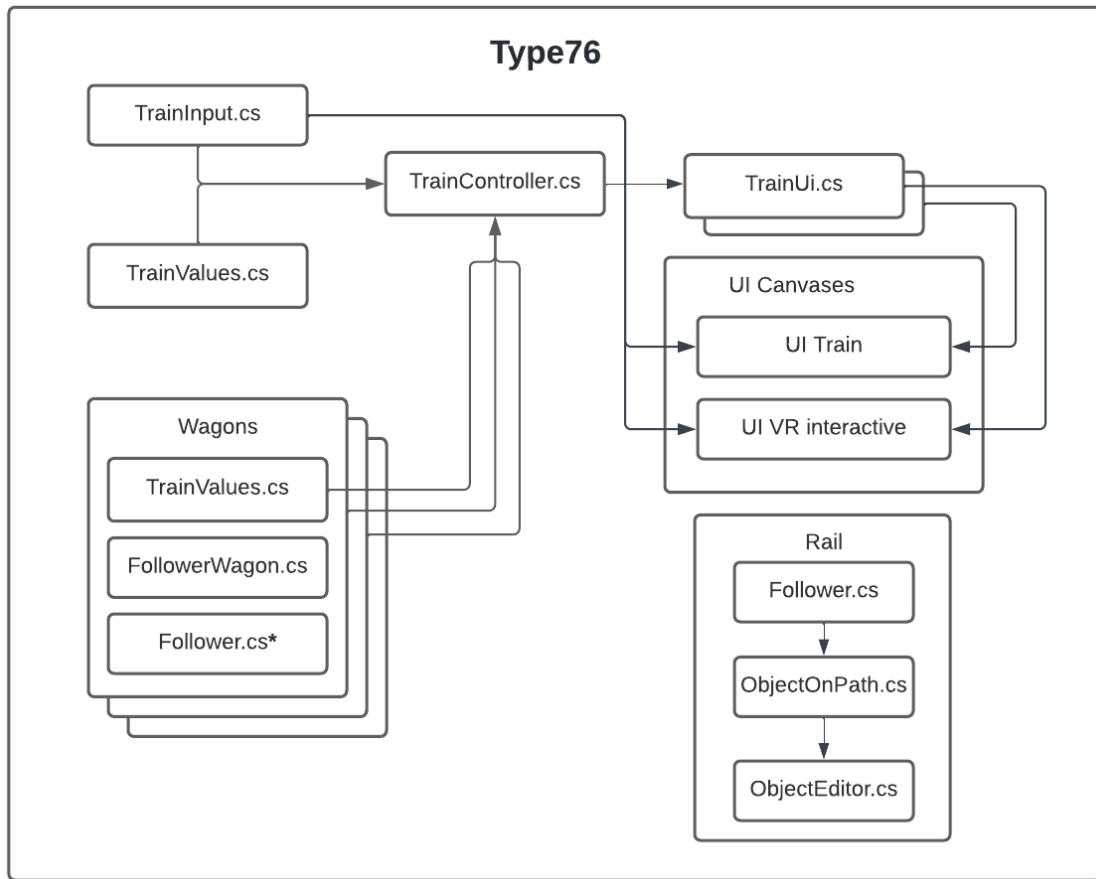 Type76
TrainInput.cs
TrainController.cs
TrainUi.cs
TrainValues.cs
UI Canvases
UI Train
UI VR interactive
Wagons
TrainValues.cs
FollowerWagon.cs
Follower.cs*
Rail
Follower.cs
ObjectOnPath.cs
ObjectEditor.cs